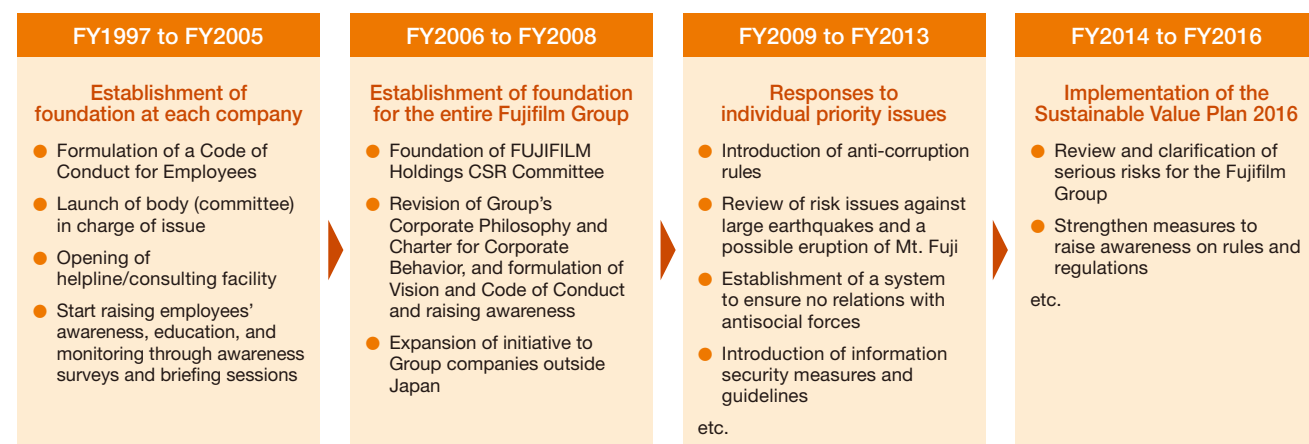 FY1997 to FY2005
Establishment of
foundation at each company
● Formulation of a Code of
Conduct for Employees
● Launch of body (committee)
in charge of issue
● Opening of
helpline/consulting facility
● Start raising employees’
awareness, education, and
monitoring through awareness
surveys and briefing sessions
FY2006 to FY2008
Establishment of foundation
for the entire Fujifilm Group
● Foundation of FUJIFILM
Holdings CSR Committee
● Revision of Group’s
Corporate Philosophy and
Charter for Corporate
Behavior, and formulation of
Vision and Code of Conduct
and raising awareness
● Expansion of initiative to
Group companies outside
Japan
FY2009 to FY2013
Responses to
individual priority issues
● Introduction of anti-corruption
rules
● Review of risk issues against
large earthquakes and a
possible eruption of Mt. Fuji
● Establishment of a system
to ensure no relations with
antisocial forces
● Introduction of information
security measures and
guidelines
etc.
FY2014 to FY2016
Implementation of the
Sustainable Value Plan 2016
● Review and clarification of
serious risks for the Fujifilm
Group
● Strengthen measures to
raise awareness on rules and
regulations
etc.